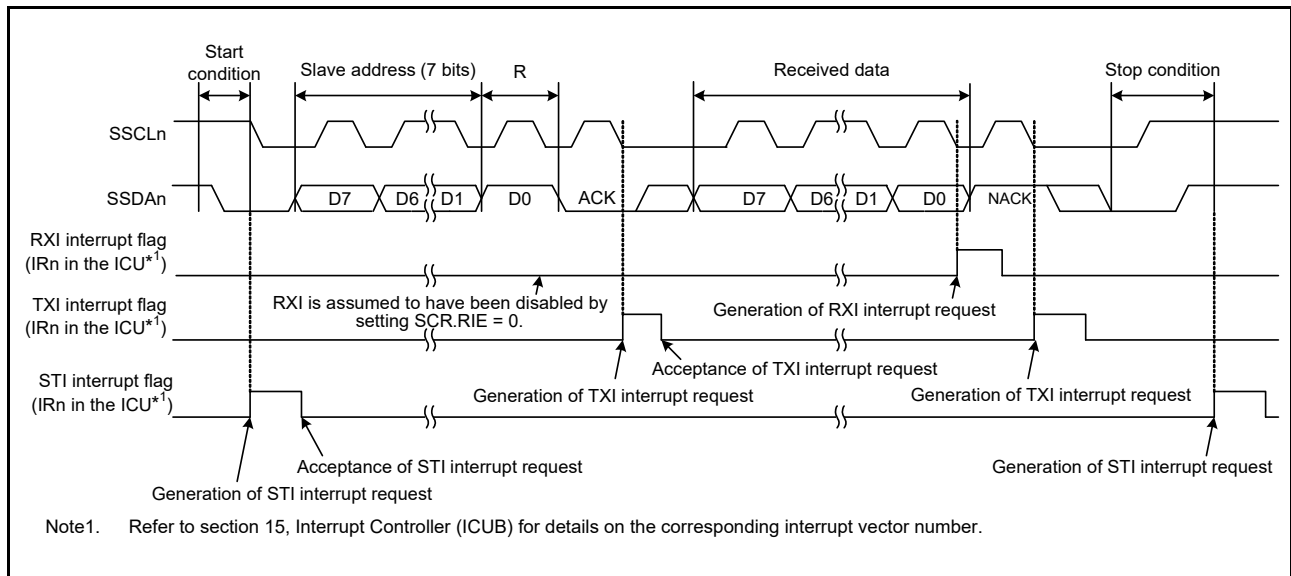 Start
condition
Slave address (7 bits)
R
Received data
Stop condition
SSCLn
SSDAn
D7
D6
D1
D0
ACK
D7
D6
D1
D0
NACK
RXI interrupt flag
(IRn in the ICU*1)
RXI is assumed to have been disabled by
setting SCR.RIE = 0.
Generation of RXI interrupt request
TXI interrupt flag
(IRn in the ICU*1)
Acceptance of TXI interrupt request
Generation of TXI interrupt request
Generation of TXI interrupt request
STI interrupt flag
(IRn in the ICU*1)
Acceptance of STI interrupt request
Generation of STI interrupt request
Generation of STI interrupt request
Note1. Refer to section 15, Interrupt Controller (ICUB) for details on the corresponding interrupt vector number.